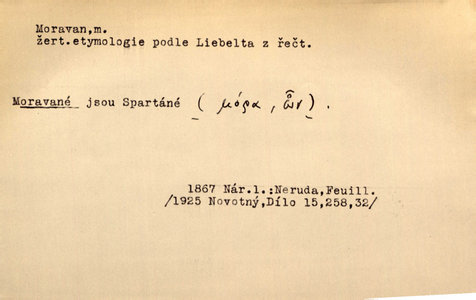 Moravan,m.
žert.etymologie podle Liebelta z řečt.
Moravané jsou Spartáné ( μόρα , ὤν ) .
1867 Nár.l.:Neruda,Feuill.
/1925 Novotný,Dílo 15,258,32/